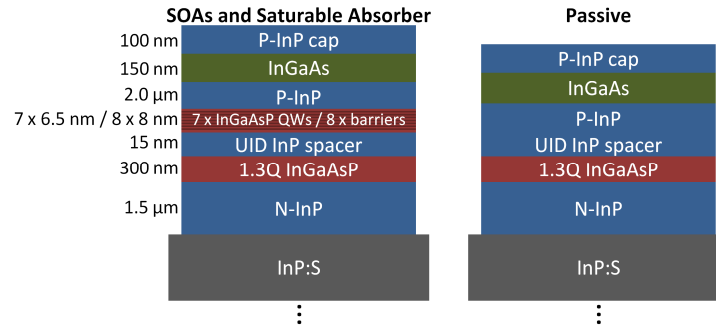 SOAs and Saturable Absorber
Passive
100 nm
P-InP cap
P-InP cap
150 nm
InGaAs
InGaAs
2.0 µm
P-InP
P-InP
7 x 6.5 nm / 8 x 8 nm
7 x InGaAsP QWs / 8 x barriers
15 nm
UID InP spacer
UID InP spacer
300 nm
1.3Q InGaAsP
1.3Q InGaAsP
1.5 µm
N-InP
N-InP
InP:S
InP:S